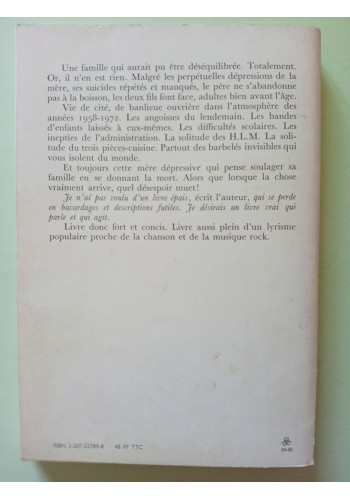 Une famille qui aurait pu être déséquilibrée. Totalement.
Or, il n'en est rien. Malgré les perpétuelles dépressions de la
mère, ses suicides répétés et manqués, le père ne s'abandonne
pas à la boisson, les deux fils font face, adultes bien avant l'âge.
Vie de cité, de banlieue ouvrière dans l'atmosphère des
années 1958-1972. Les angoisses du lendemain. Les bandes
d'enfants laissés à eux-mêmes. Les difficultés scolaires. Les
inepties de l'administration. La solitude des H.L.M. La soli-
tude du trois pièces-cuisine. Partout des barbelés invisibles qui
vous isolent du monde.
Et toujours cette mère dépressive qui pense soulager sa
famille en se donnant la mort. Alors que lorsque la chose
vraiment arrive, quel désespoir muet!
Je n'ai pas voulu d'un livre épais, écrit l'auteur, qui se perde
en bavardages et descriptions futiles. Je désirais un livre vrai qui
parle et qui agit.
Livre donc fort et concis. Livre aussi plein d'un lyrisme
populaire proche de la chanson et de la musique rock.
48 FF TTC